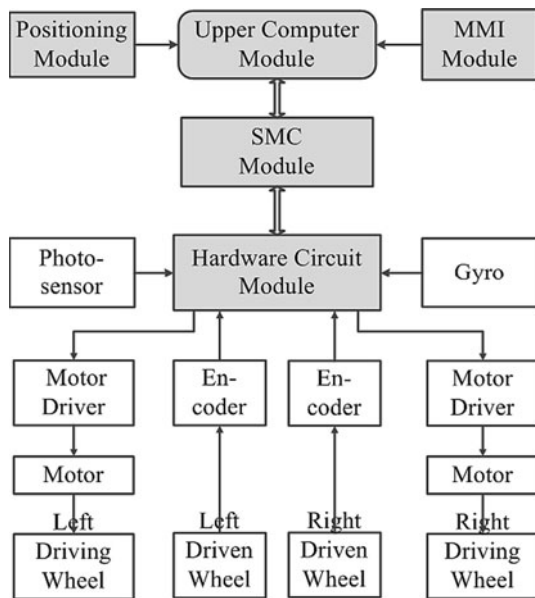 Positioning
Module
Upper Computer
Module
MMI
Module
SMC
Module
Photo-
sensor
Hardware Circuit
Module
Gyro
Motor
Driver
En-
coder
En-
coder
Motor
Driver
Motor
Motor
Left
Driving
Wheel
Left
Driven
Wheel
Right
Driven
Wheel
Right
Driving
Wheel